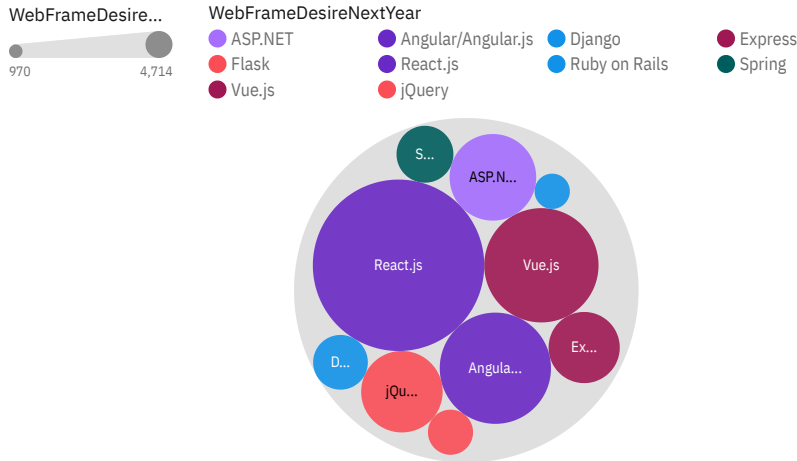 WebFrameDesire...
970 4,714
WebFrameDesireNextYear
ASP.NET Angular/Angular.js Django Express
Flask React.js Ruby on Rails Spring
Vue.js jQuery
S...
ASP.N...
React.js
Vue.js
Ex...
D...
Angula...
jQu...